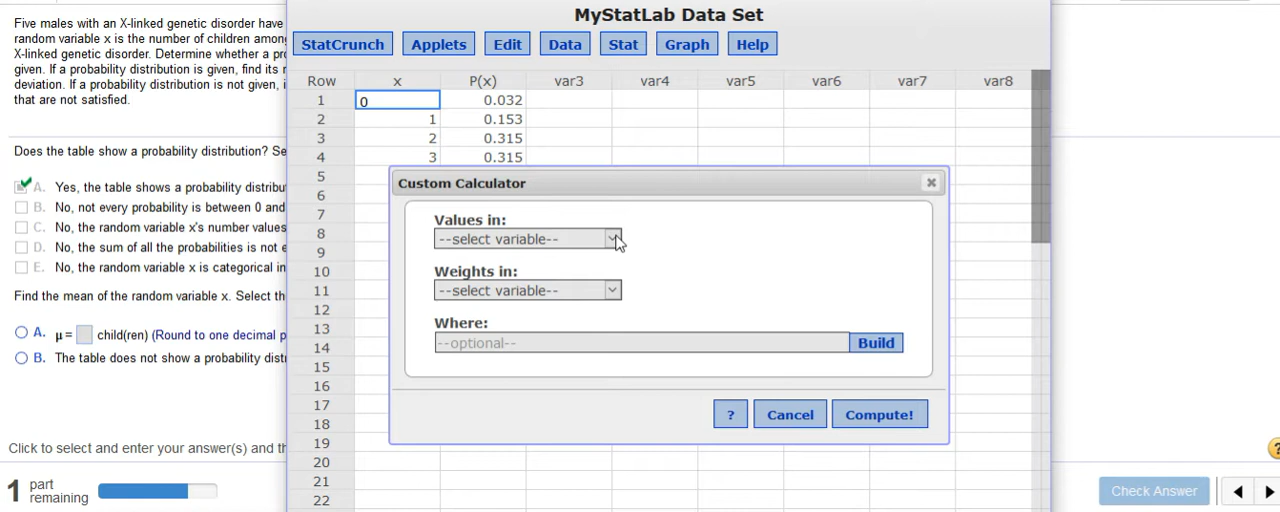 MyStatLab Data Set
StatCrunch Applets Edit Data Stat Graph Help
Row x P(x) var3 var4 var5 var6 var7 var8
1 0 0.032
2 1 0.153
3 2 0.315
4 3 0.315
5
6
7
8
9
10
11
12
13
14
15
16
17
18
19
20
21
22
Custom Calculator
Values in:
--select variable--
Weights in:
--select variable--
Where:
--optional-- Build
? Cancel Compute!
Five males with an X-linked genetic disorder have
random variable x is the number of children among
X-linked genetic disorder. Determine whether a pro
given. If a probability distribution is given, find its
deviation. If a probability distribution is not given, i
that are not satisfied.
Does the table show a probability distribution? Se
A. Yes, the table shows a probability distribu
B. No, not every probability is between 0 and
C. No, the random variable x's number values
D. No, the sum of all the probabilities is not e
E. No, the random variable x is categorical in
Find the mean of the random variable x. Select the
A. μ = child(ren) (Round to one decimal p
B. The table does not show a probability dist
Click to select and enter your answer(s) and th
1 part
remaining
Check Answer
?